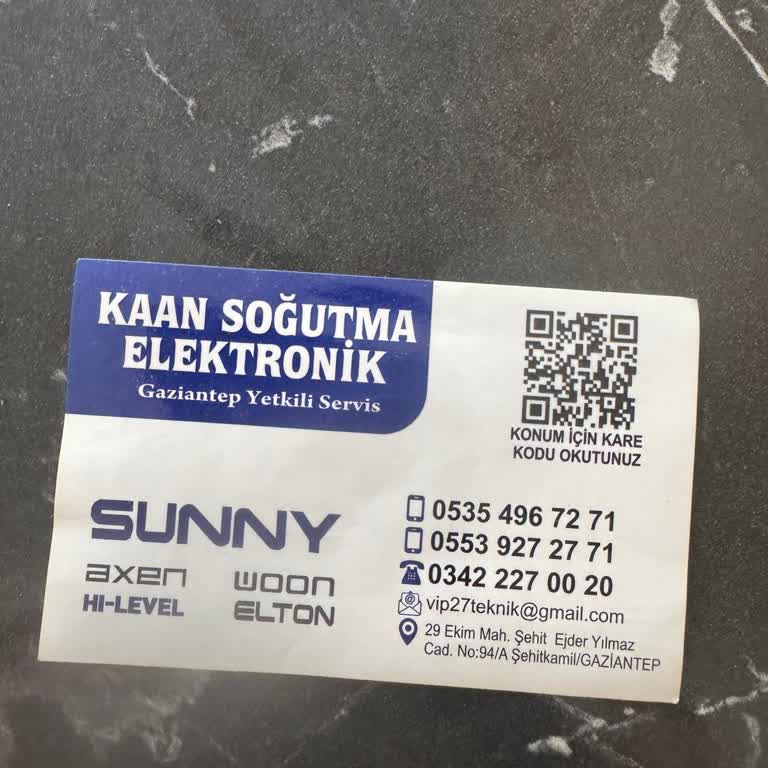 KAAN SOĞUTMA
ELEKTRONİK
Gaziantep Yetkili Servis
KONUM İÇİN KARE
KODU OKUTUNUZ
SUNNY
axen woon
HI-LEVEL ELTON
0535 496 72 71
0553 927 27 71
0342 227 00 20
vip27teknik@gmail.com
29 Ekim Mah. Şehit Ejder Yılmaz
Cad. No:94/A Şehitkamil/GAZİANTEP